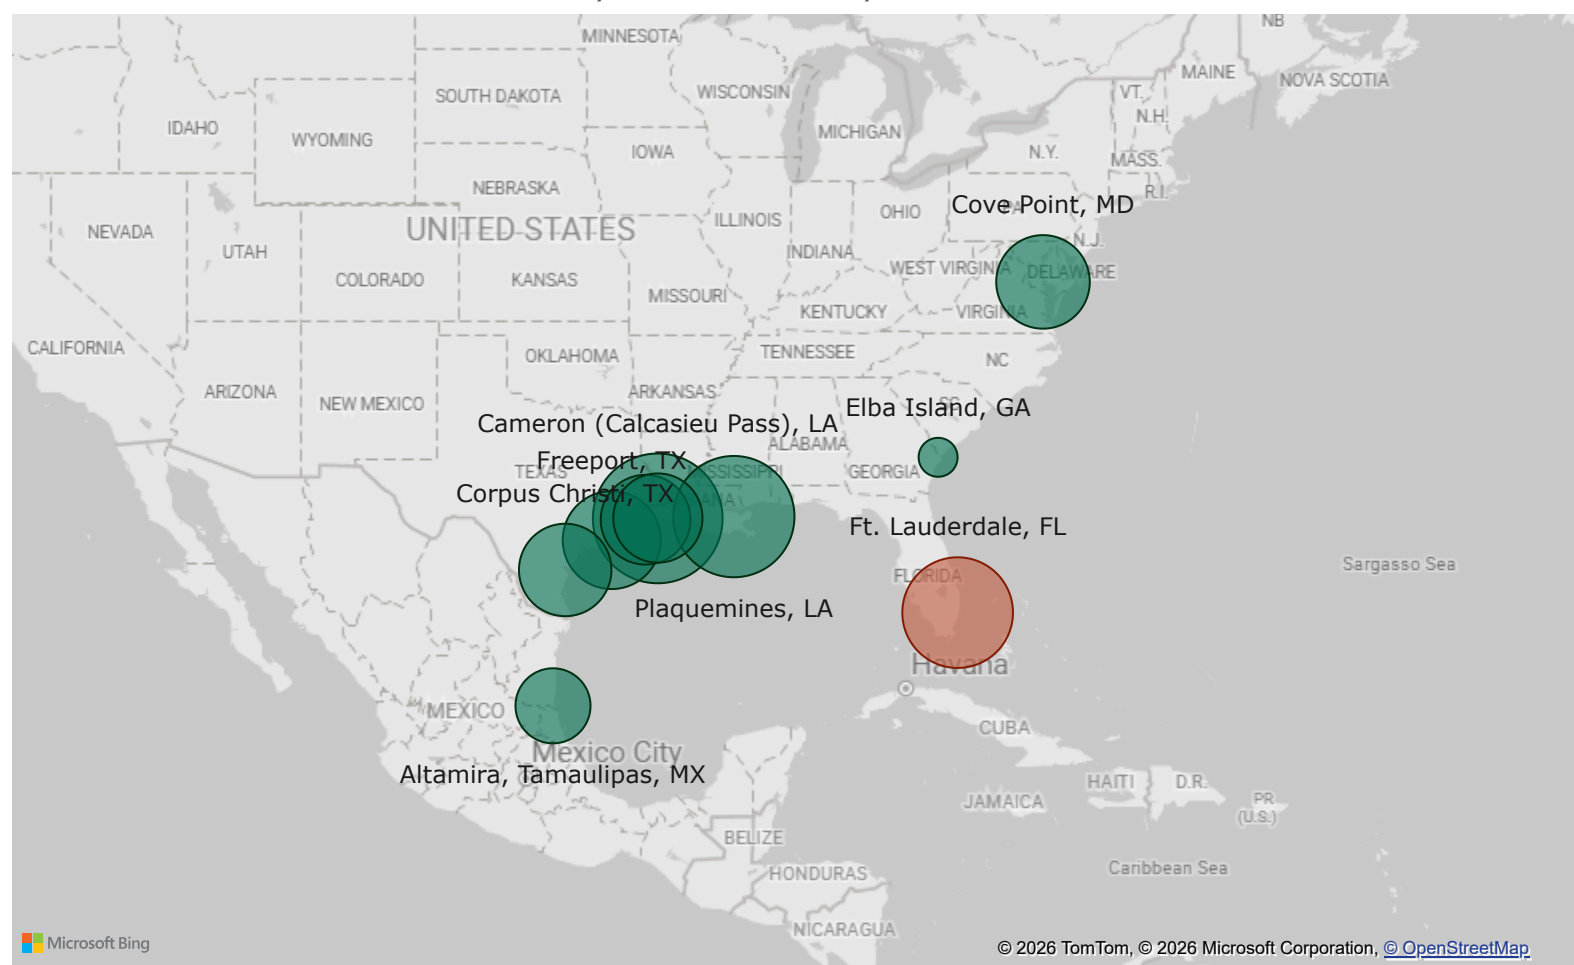 NB
MINNESOTA
MAINE
NOVA SCOTIA
SOUTH DAKOTA
WISCONSIN
VT.
N.H.
IDAHO
WYOMING
MICHIGAN
IOWA
N.Y.
MASS.
NEBRASKA
R.I.
Cove Point, MD
PA
NEVADA
UNITED STATES
ILLINOIS
OHIO
N.J.
UTAH
INDIANA
WEST VIRGINIA
DELAWARE
COLORADO
KANSAS
MISSOURI
KENTUCKY
VIRGINIA
CALIFORNIA
OKLAHOMA
TENNESSEE
NC
ARIZONA
NEW MEXICO
ARKANSAS
Elba Island, GA
SC
Cameron (Calcasieu Pass), LA
ALABAMA
Freeport, TX
TEXAS
MISSISSIPPI
GEORGIA
Corpus Christi, TX
Ft. Lauderdale, FL
Sargasso Sea
FLORIDA
Plaquemines, LA
Havana
MEXICO
CUBA
Mexico City
Altamira, Tamaulipas, MX
HAITI
D.R.
JAMAICA
PR
(U.S.)
BELIZE
HONDURAS
Caribbean Sea
NICARAGUA
Microsoft Bing
© 2026 TomTom, © 2026 Microsoft Corporation, © OpenStreetMap